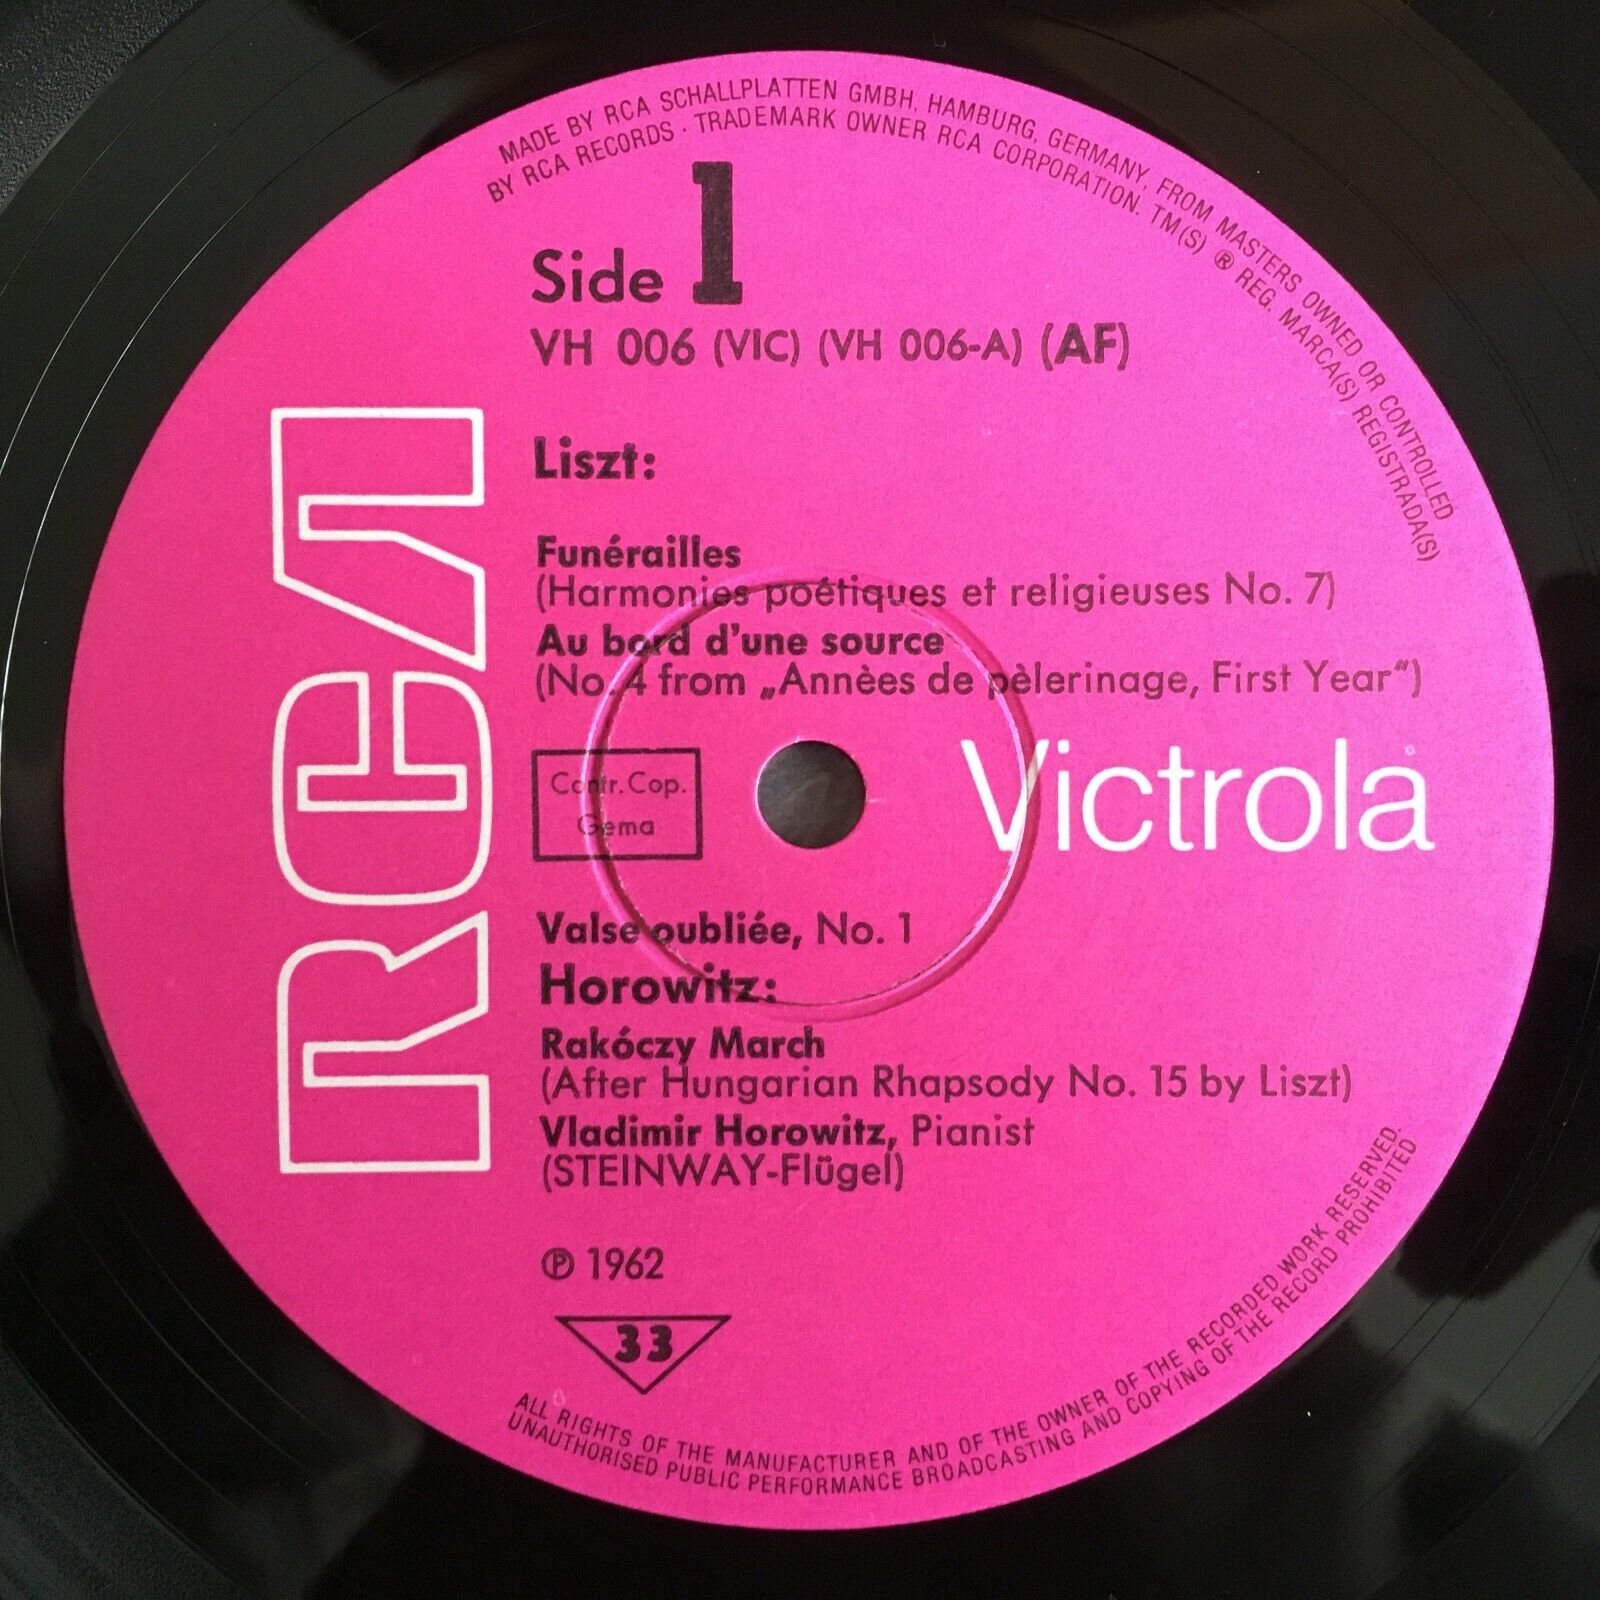 MADE BY RCA SCHALLPLATTEN GMBH, HAMBURG, GERMANY, FROM MASTERS OWNED OR CONTROLLED
BY RCA RECORDS · TRADEMARK OWNER RCA CORPORATION. TM(S) ® REG. MARCA(S) REGISTRADA(S)
Side 1
VH 006 (VIC) (VH 006-A) (AF)
Liszt:
Funérailles
(Harmonies poétiques et religieuses No. 7)
Au bord d'une source
(No. 4 from „Annèes de pèlerinage, First Year“)
RCA
Contr. Cop.
Gema
Victrola
Valse oubliée, No. 1
Horowitz:
Rakóczy March
(After Hungarian Rhapsody No. 15 by Liszt)
Vladimir Horowitz, Pianist
(STEINWAY-Flügel)
℗ 1962
33
ALL RIGHTS OF THE MANUFACTURER AND OF THE OWNER OF THE RECORDED WORK RESERVED.
UNAUTHORISED PUBLIC PERFORMANCE BROADCASTING AND COPYING OF THE RECORD PROHIBITED